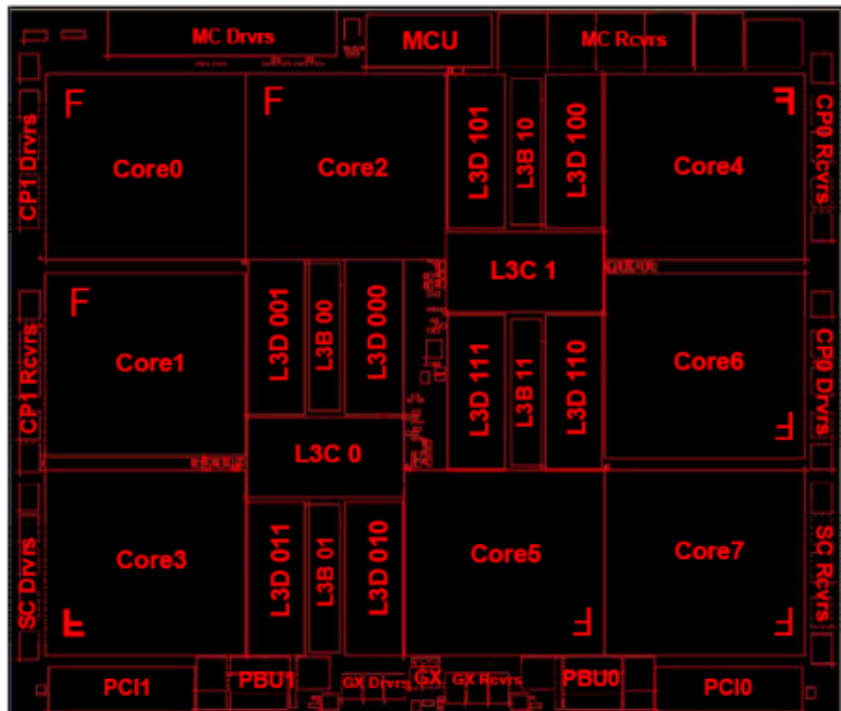 MC Drvrs
MCU
MC Rcvrs
F
F
F
CP1 Drvrs
Core0
Core2
L3D 101
L3B 10
L3D 100
Core4
CP0 Rcvrs
L3C 1
F
CP1 Rcvrs
Core1
L3D 001
L3B 00
L3D 000
L3D 111
L3B 11
L3D 110
Core6
CP0 Drvrs
F
L3C 0
SC Drvrs
Core3
L3D 011
L3B 01
L3D 010
Core5
Core7
SC Rcvrs
F
F
F
PCI1
PBU1
GX Drvrs
GX
GX Rcvrs
PBU0
PCI0